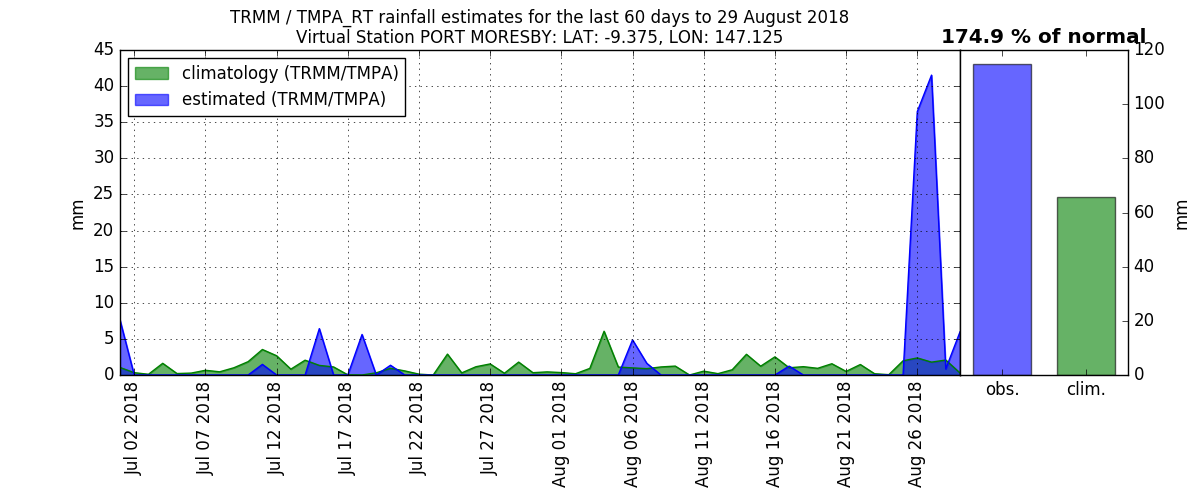 TRMM / TMPA_RT rainfall estimates for the last 60 days to 29 August 2018
Virtual Station PORT MORESBY: LAT: -9.375, LON: 147.125
174.9 % of normal
climatology (TRMM/TMPA)
estimated (TRMM/TMPA)
mm
45
40
35
30
25
20
15
10
5
0
Jul 02 2018
Jul 07 2018
Jul 12 2018
Jul 17 2018
Jul 22 2018
Jul 27 2018
Aug 01 2018
Aug 06 2018
Aug 11 2018
Aug 16 2018
Aug 21 2018
Aug 26 2018
obs.
clim.
120
100
80
60
40
20
0
mm